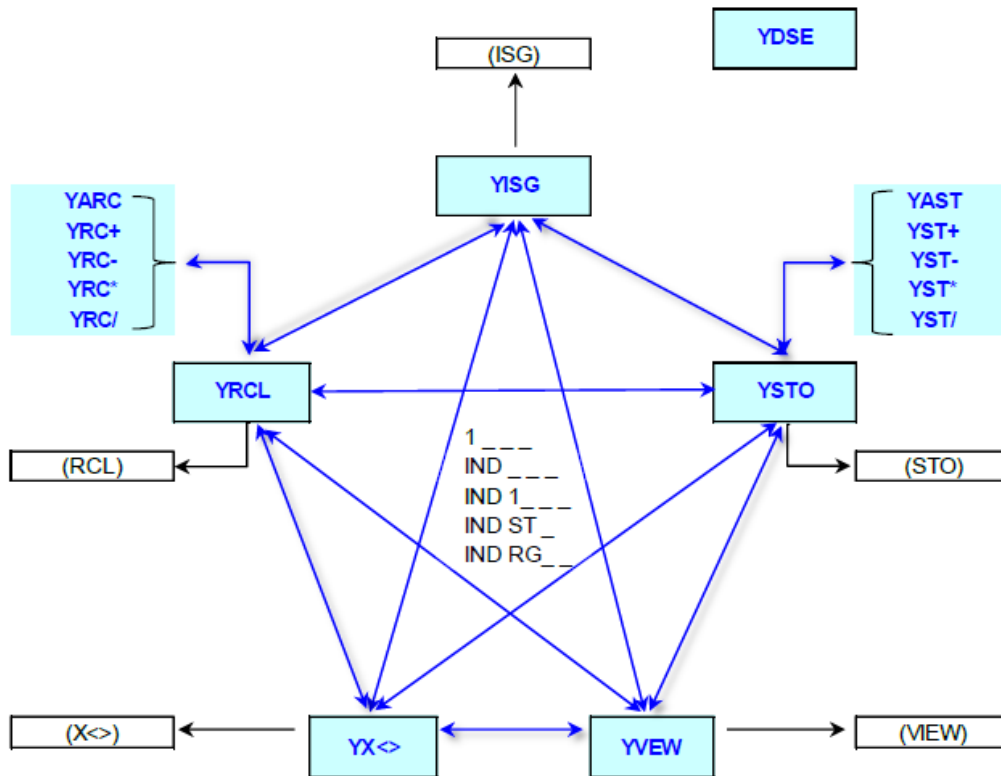 YDSE
(ISG)
YISG
YARC
YRC+
YRC-
YRC*
YRC/
YAST
YST+
YST-
YST*
YST/
YRCL
YSTO
1 _ _ _
IND_ _ _
IND 1_ _ _
IND ST _
IND RG_ _
(RCL)
(STO)
(X<>)
YX<>
YVEW
(VIEW)